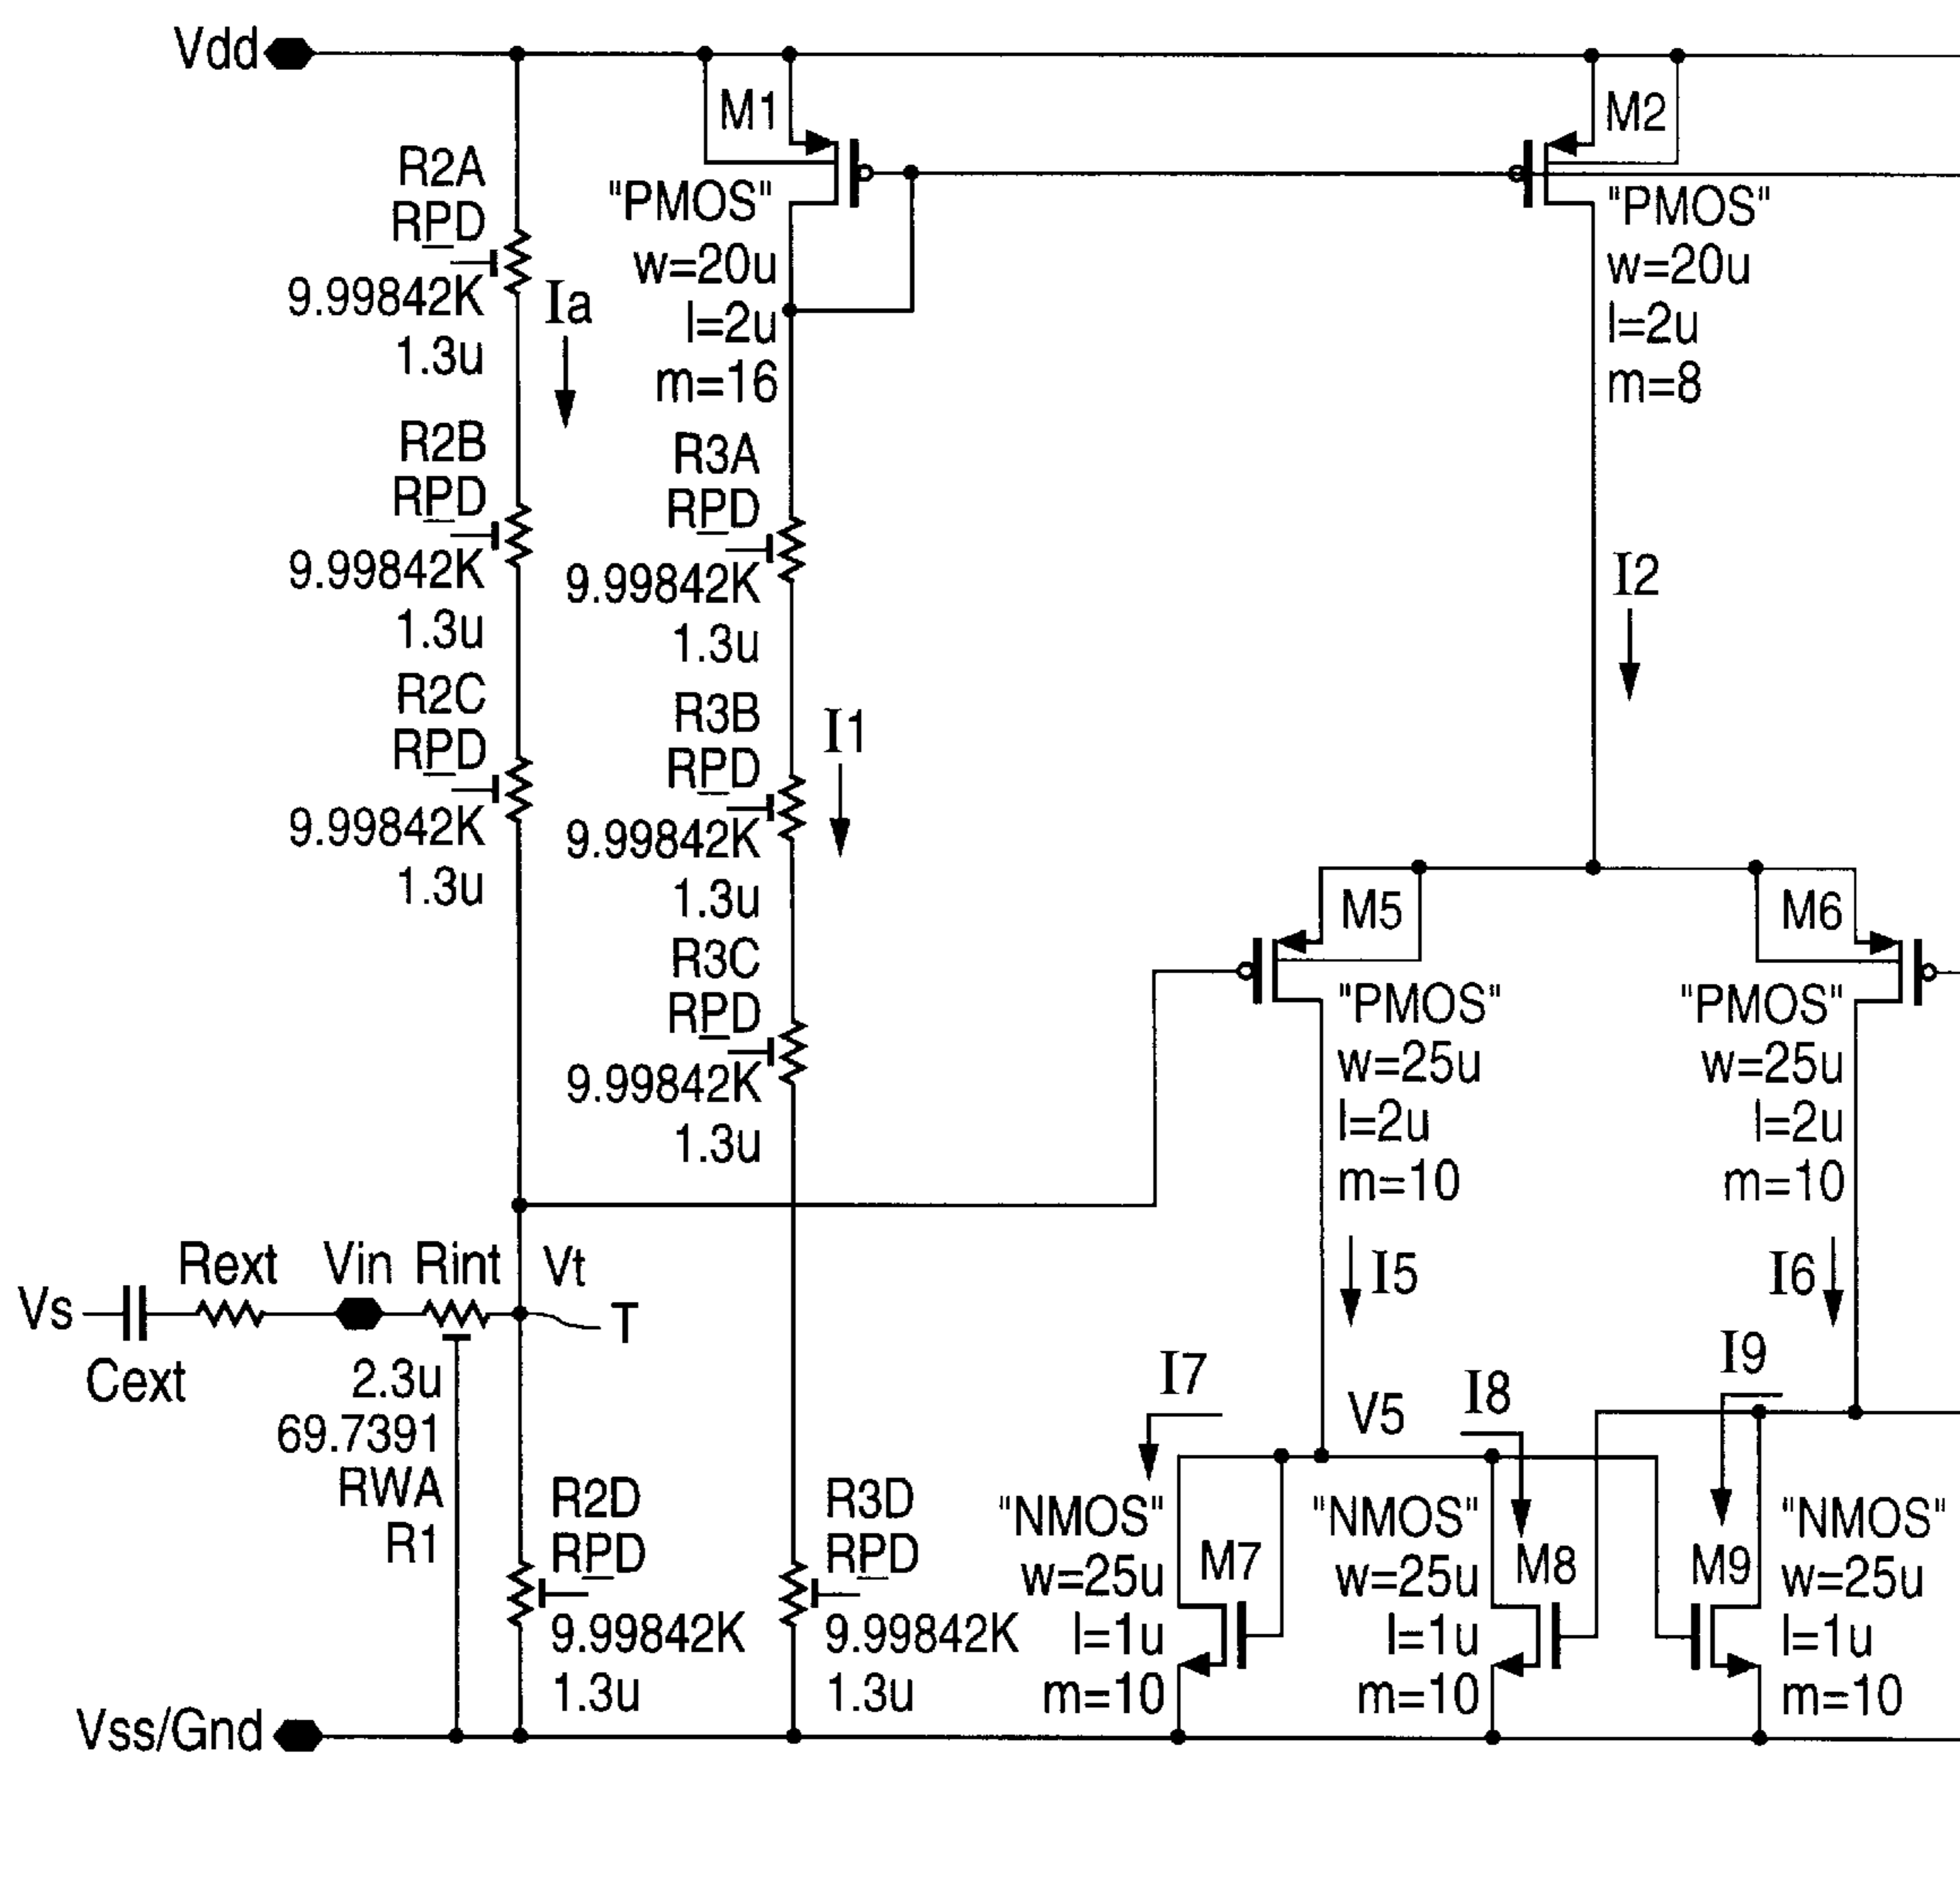 Vdd
M1
M2
R2A
RPD
9.99842K
1.3u
Ia
"PMOS"
w=20u
l=2u
m=16
"PMOS"
w=20u
l=2u
m=8
R2B
RPD
9.99842K
1.3u
R3A
RPD
9.99842K
1.3u
I2
R2C
RPD
9.99842K
1.3u
R3B
RPD
9.99842K
1.3u
I1
R3C
RPD
9.99842K
1.3u
M5
"PMOS"
w=25u
l=2u
m=10
M6
"PMOS"
w=25u
l=2u
m=10
Vs
Cext
Rext
Vin
Rint
Vt
T
2.3u
69.7391
RWA
R1
I5
I6
I7
V5
I8
I9
R2D
RPD
9.99842K
1.3u
R3D
RPD
9.99842K
1.3u
"NMOS"
w=25u
l=1u
m=10
M7
"NMOS"
w=25u
l=1u
m=10
M8
M9
"NMOS"
w=25u
l=1u
m=10
Vss/Gnd